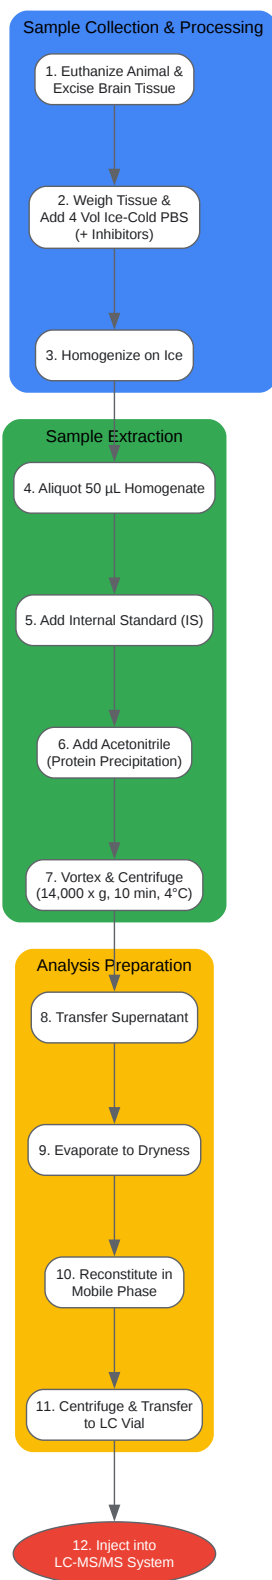 Sample Collection & Processing
1. Euthanize Animal &
Excise Brain Tissue
2. Weigh Tissue &
Add 4 Vol Ice-Cold PBS
(+ Inhibitors)
3. Homogenize on Ice
Sample Extraction
4. Aliquot 50 µL Homogenate
5. Add Internal Standard (IS)
6. Add Acetonitrile
(Protein Precipitation)
7. Vortex & Centrifuge
(14,000 x g, 10 min, 4°C)
Analysis Preparation
8. Transfer Supernatant
9. Evaporate to Dryness
10. Reconstitute in
Mobile Phase
11. Centrifuge & Transfer
to LC Vial
12. Inject into
LC-MS/MS System